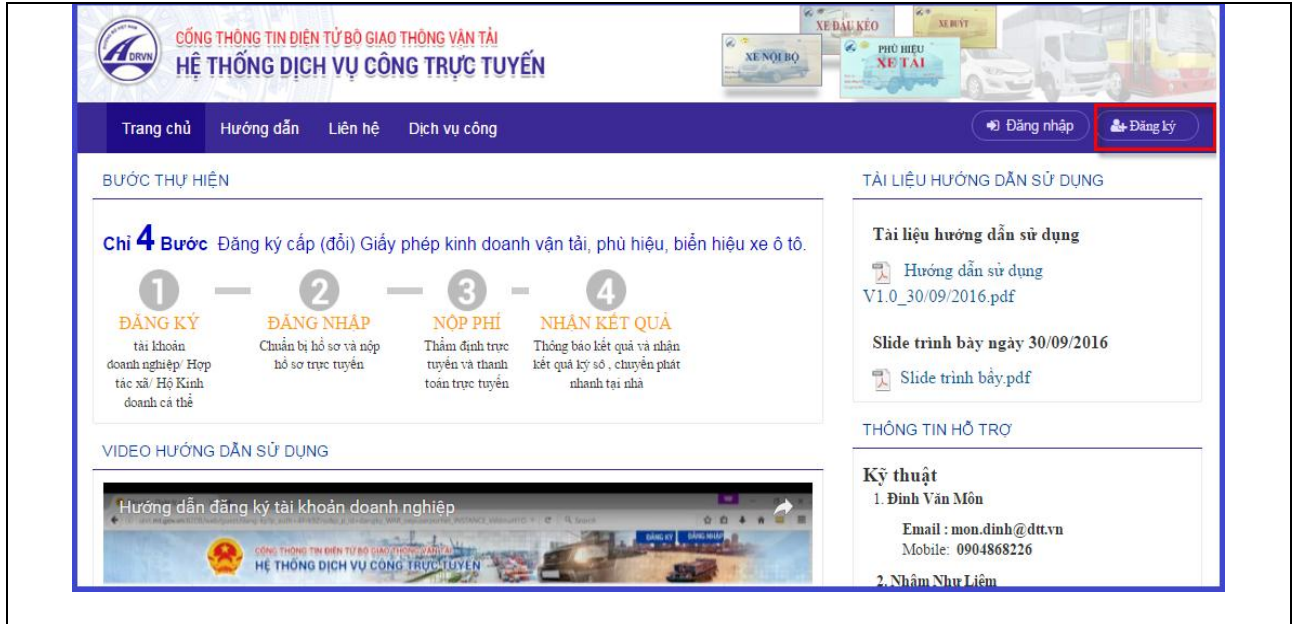 DRVN
CỔNG THÔNG TIN ĐIỆN TỬ BỘ GIAO THÔNG VẬN TẢI
HỆ THỐNG DỊCH VỤ CÔNG TRỰC TUYẾN
XE ĐẦU KÉO
XE BUÝT
XE NỘI BỘ
PHÙ HIỆU
XE TẢI
Trang chủ Hướng dẫn Liên hệ Dịch vụ công Đăng nhập Đăng ký
BƯỚC THỰ HIỆN
Chỉ 4 Bước Đăng ký cấp (đổi) Giấy phép kinh doanh vận tải, phù hiệu, biển hiệu xe ô tô.
1
ĐĂNG KÝ
tài khoản
doanh nghiệp/ Hợp
tác xã/ Hộ Kinh
doanh cá thể
2
ĐĂNG NHẬP
Chuẩn bị hồ sơ và nộp
hồ sơ trực tuyến
3
NỘP PHÍ
Thẩm định trực
tuyến và thanh
toán trực tuyến
4
NHẬN KẾT QUẢ
Thông báo kết quả và nhận
kết quả ký số , chuyển phát
nhanh tại nhà
VIDEO HƯỚNG DẪN SỬ DỤNG
Hướng dẫn đăng ký tài khoản doanh nghiệp
Search
ĐĂNG KÝ ĐĂNG NHẬP
CỔNG THÔNG TIN ĐIỆN TỬ BỘ GIAO THÔNG VẬN TẢI
HỆ THỐNG DỊCH VỤ CÔNG TRỰC TUYẾN
TÀI LIỆU HƯỚNG DẪN SỬ DỤNG
Tài liệu hướng dẫn sử dụng
Hướng dẫn sử dụng
V1.0_30/09/2016.pdf
Slide trình bày ngày 30/09/2016
Slide trình bầy.pdf
THÔNG TIN HỖ TRỢ
Kỹ thuật
1. Đinh Văn Môn
Email : mon.dinh@dtt.vn
Mobile: 0904868226
2. Nhâm Như Liêm